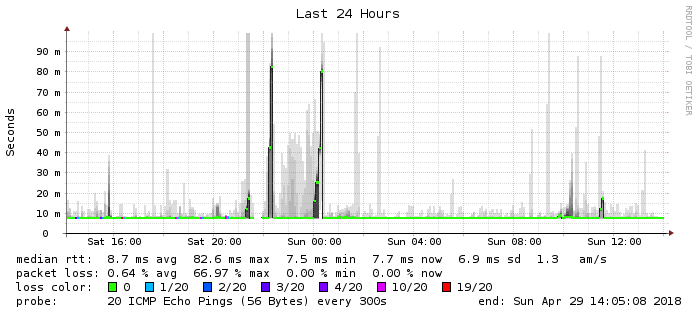 Last 24 Hours
RRDTOOL / TOBI OETIKER
Seconds
90 m
80 m
70 m
60 m
50 m
40 m
30 m
20 m
10 m
0
Sat 16:00 Sat 20:00 Sun 00:00 Sun 04:00 Sun 08:00 Sun 12:00
median rtt: 8.7 ms avg 82.6 ms max 7.5 ms min 7.7 ms now 6.9 ms sd 1.3 am/s
packet loss: 0.64 % avg 66.97 % max 0.00 % min 0.00 % now
loss color: 0 1/20 2/20 3/20 4/20 10/20 19/20
probe: 20 ICMP Echo Pings (56 Bytes) every 300s end: Sun Apr 29 14:05:08 2018